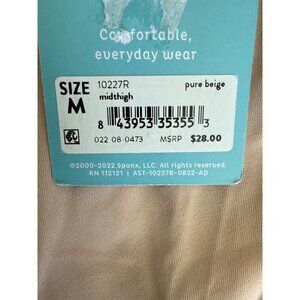 Comfortable,
everyday wear
SIZE 10227R pure beige
M midthigh
8 43953 35355 3
022 08-0473 MSRP $28.00
©2000-2022 Spanx, LLC. All rights reserved.
RN 112121 | AST-10227R-0822-AD